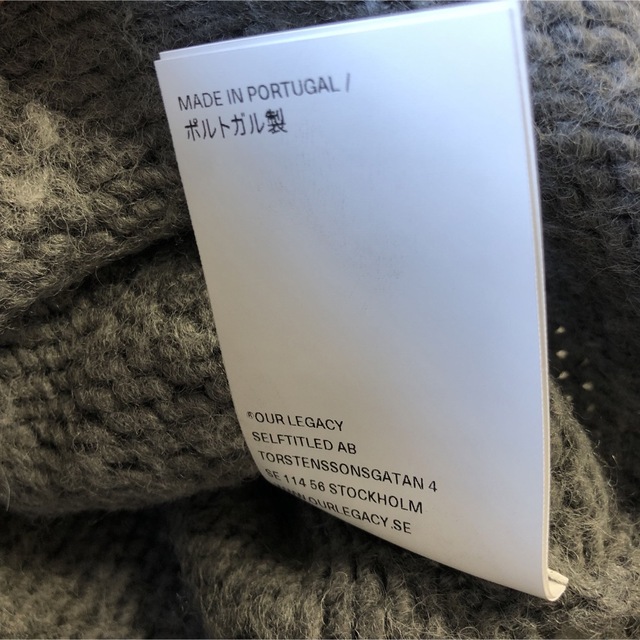 MADE IN PORTUGAL /
ポルトガル製
©OUR LEGACY
SELFTITLED AB
TORSTENSSONSGATAN 4
SE 114 56 STOCKHOLM
WWW.OURLEGACY.SE